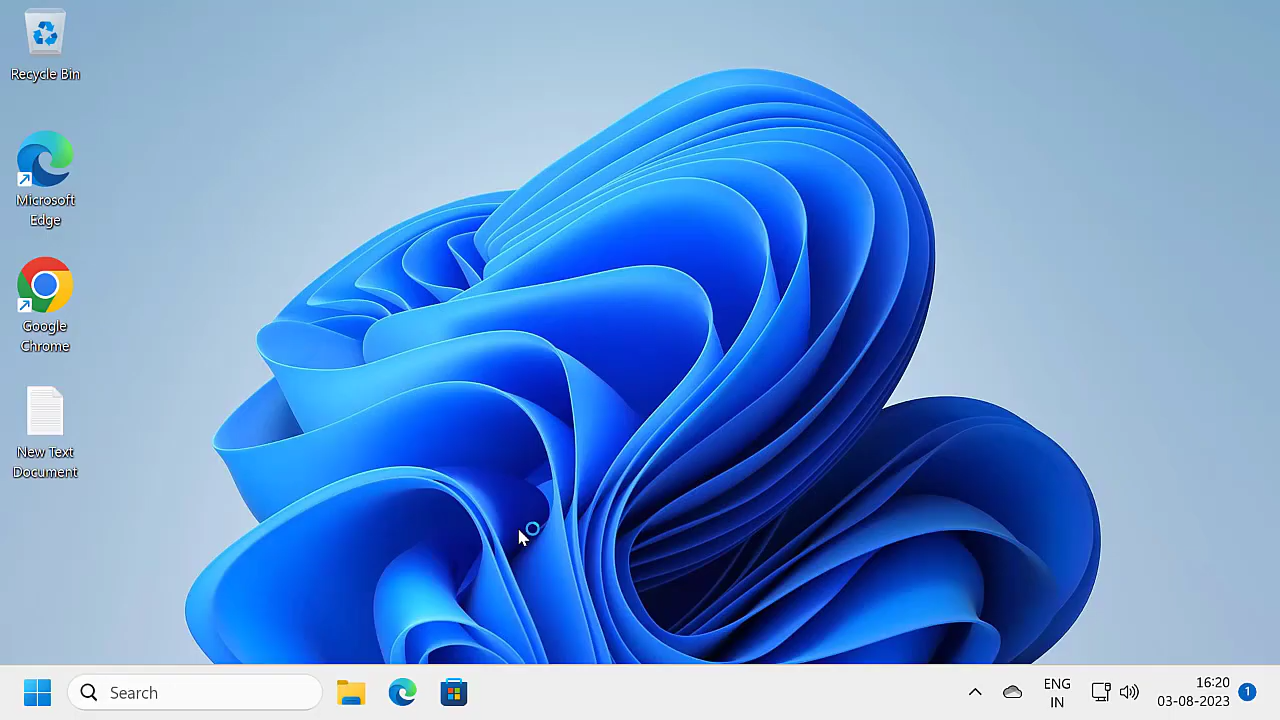 Recycle Bin
Microsoft
Edge
Google
Chrome
New Text
Document
Search
ENG
IN
16:20
03-08-2023
1